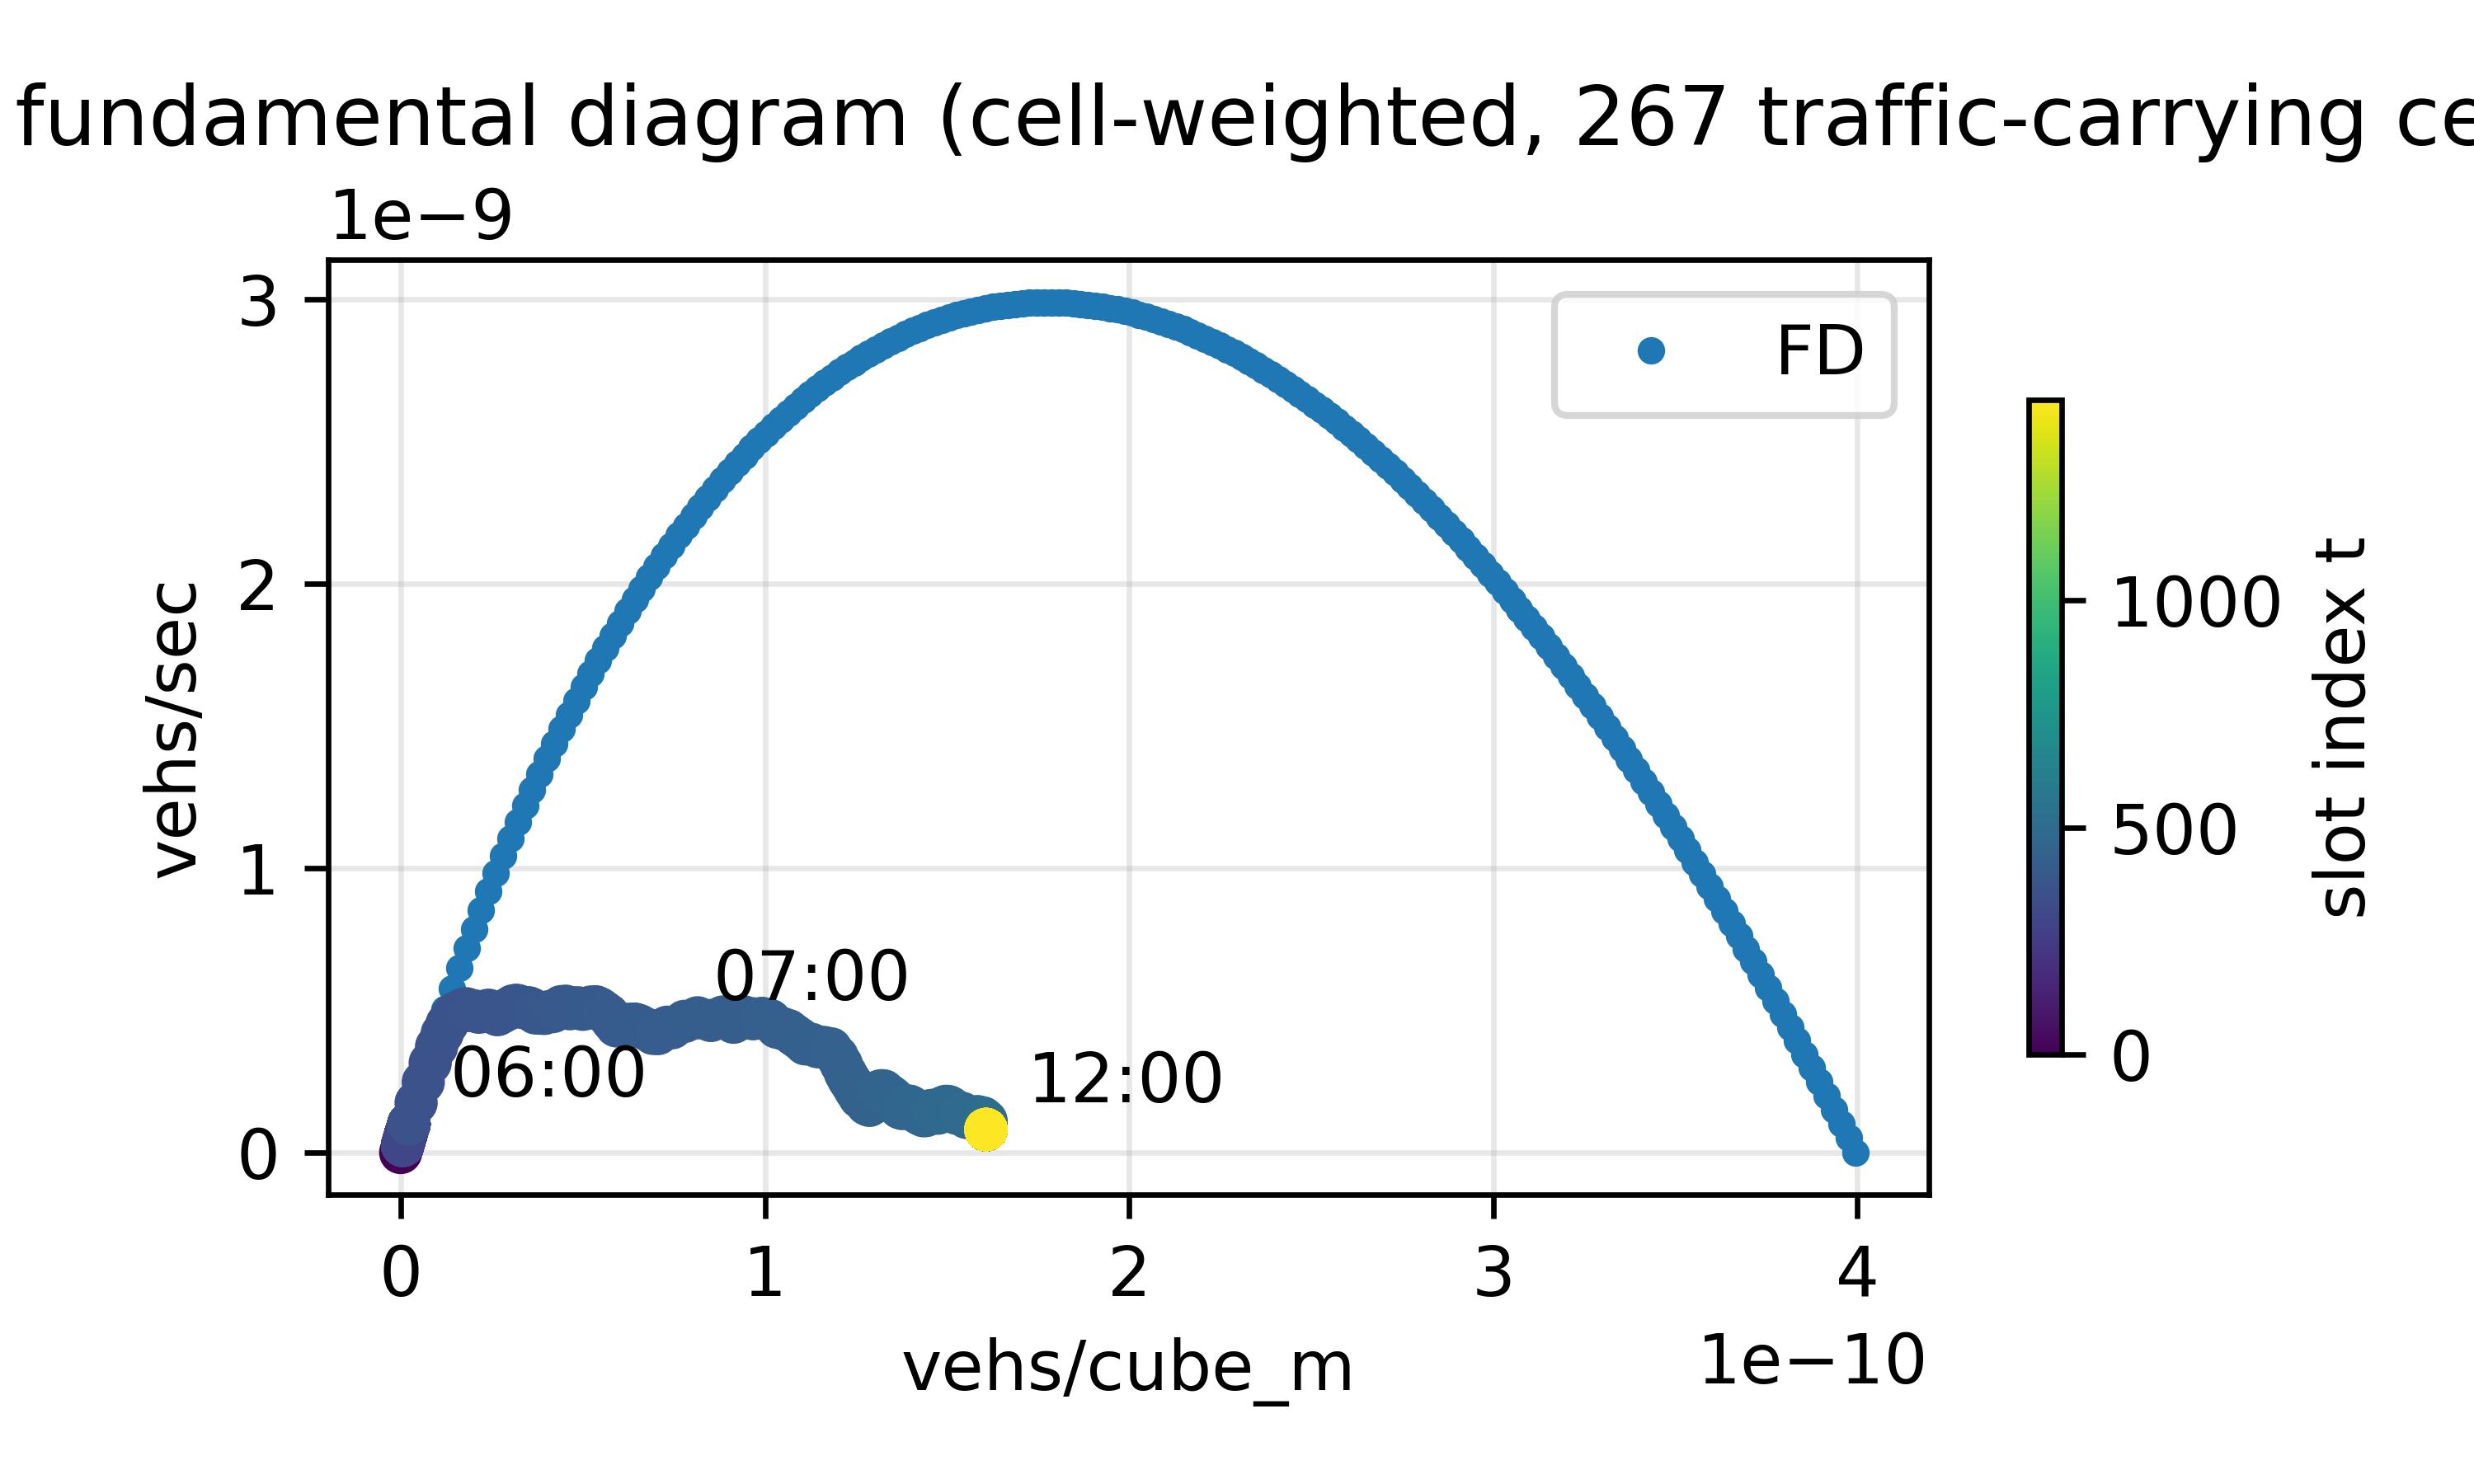 fundamental diagram (cell-weighted, 267 traffic-carrying ce
1e−9
3
2
1
0
vehs/sec
FD
07:00
06:00
12:00
0
1
2
3
4
vehs/cube_m
1e−10
1000
500
0
slot index t